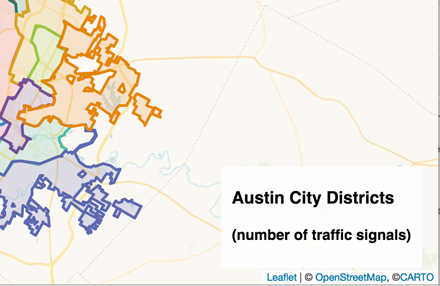 Austin City Districts
(number of traffic signals)
Leaflet | © OpenStreetMap, ©CARTO